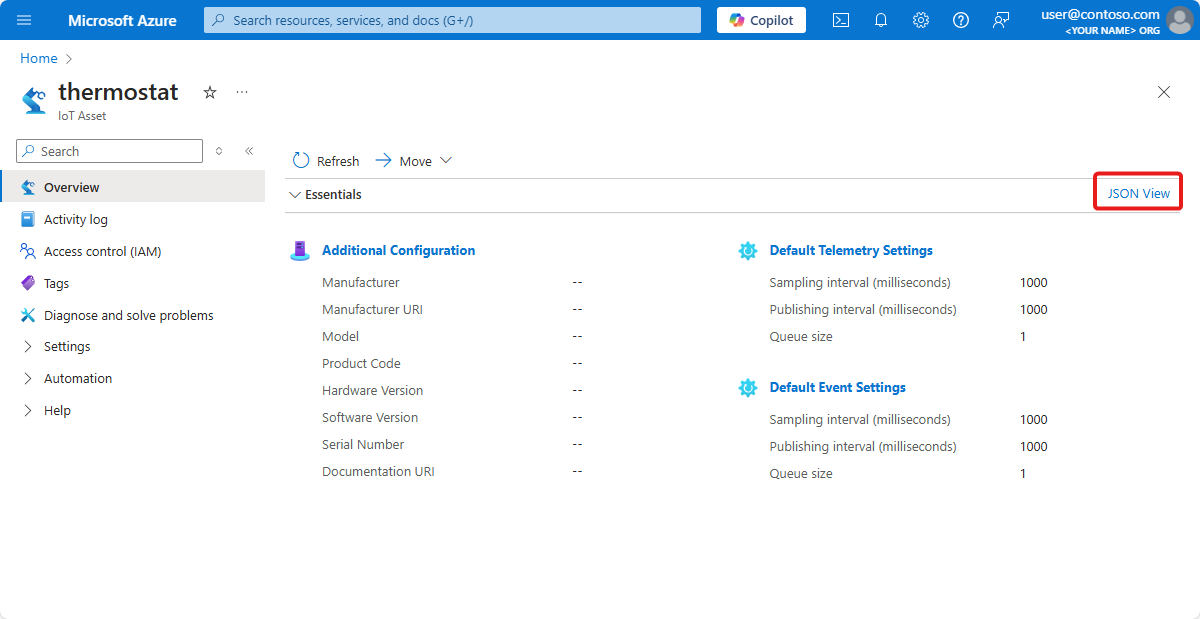 Microsoft Azure
Search resources, services, and docs (G+/)
Copilot
user@contoso.com
<YOUR NAME> ORG
Home
thermostat
...
IoT Asset
Search
Overview
Activity log
Access control (IAM)
Tags
Diagnose and solve problems
Settings
Automation
Help
Refresh
Move
Essentials
JSON View
Additional Configuration
Manufacturer --
Manufacturer URI --
Model --
Product Code --
Hardware Version --
Software Version --
Serial Number --
Documentation URI --
Default Telemetry Settings
Sampling interval (milliseconds) 1000
Publishing interval (milliseconds) 1000
Queue size 1
Default Event Settings
Sampling interval (milliseconds) 1000
Publishing interval (milliseconds) 1000
Queue size 1